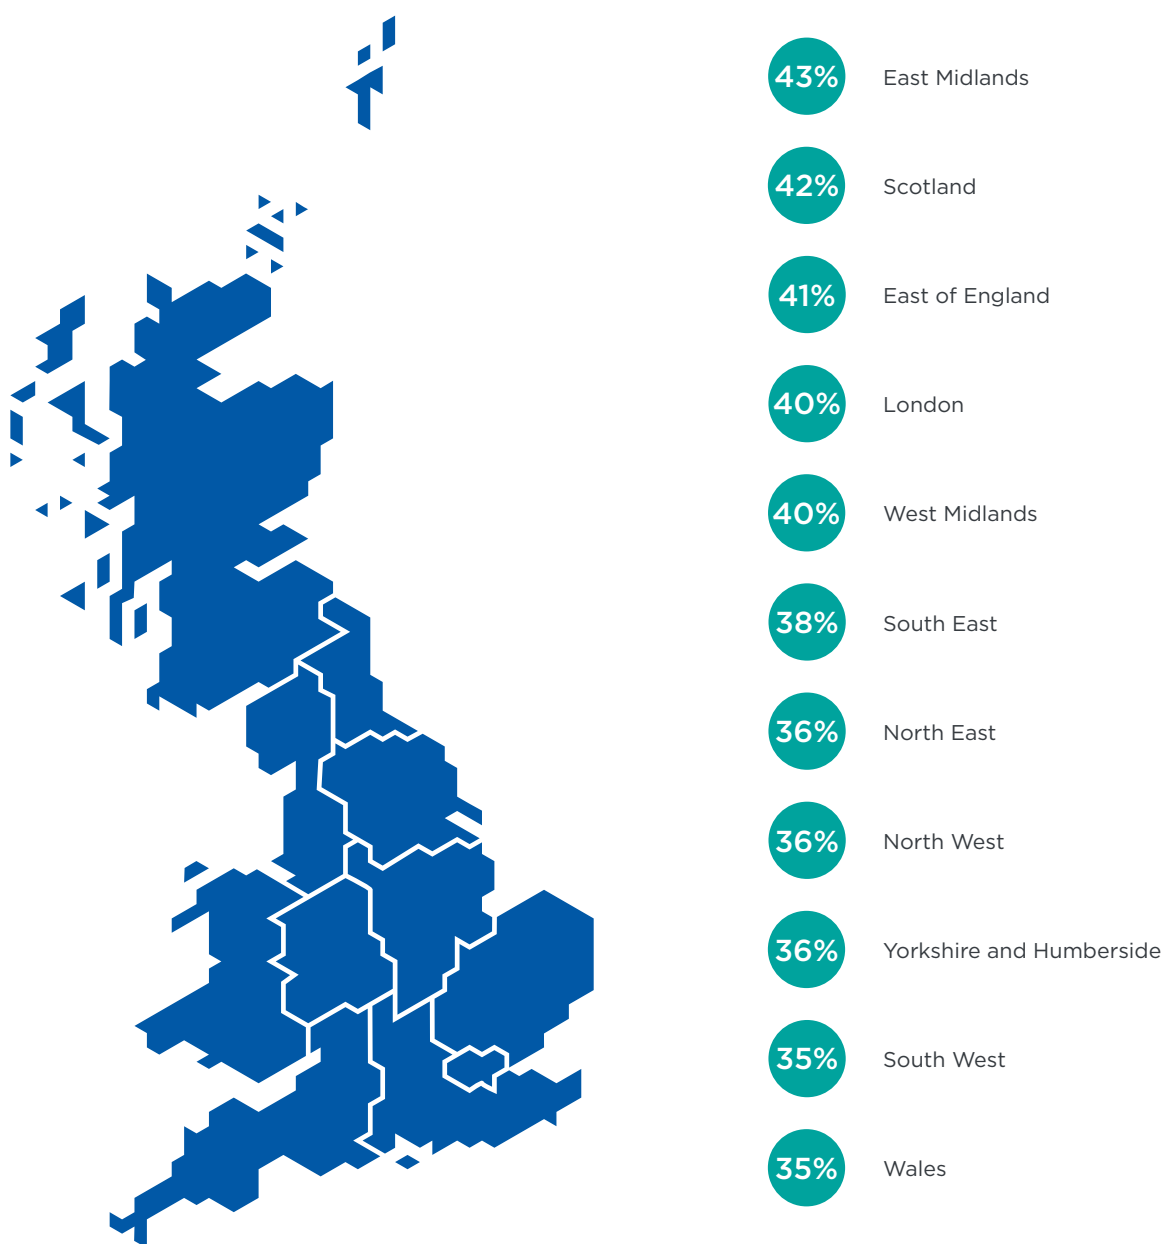 43% East Midlands
42% Scotland
41% East of England
40% London
40% West Midlands
38% South East
36% North East
36% North West
36% Yorkshire and Humberside
35% South West
35% Wales